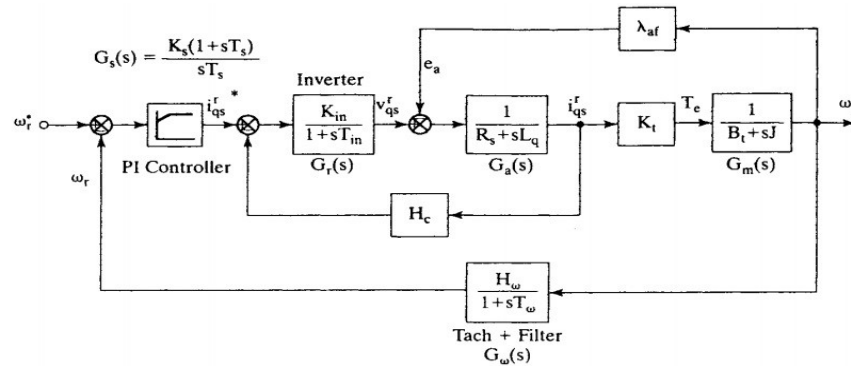 λ_af
G_s(s) = K_s(1+sT_s) / sT_s
e_a
Inverter
ω_r^*
i_qs^r *
K_in / 1+sT_in
v_qs^r
1 / R_s+sL_q
i_qs^r
K_t
T_e
1 / B_t+sJ
ω
PI Controller
G_r(s)
G_a(s)
G_m(s)
ω_r
H_c
H_ω / 1+sT_ω
Tach + Filter
G_ω(s)